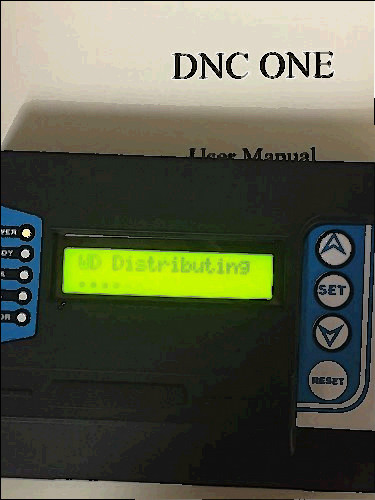 DNC ONE
User Manual
WD Distributing
....
SET
RESET